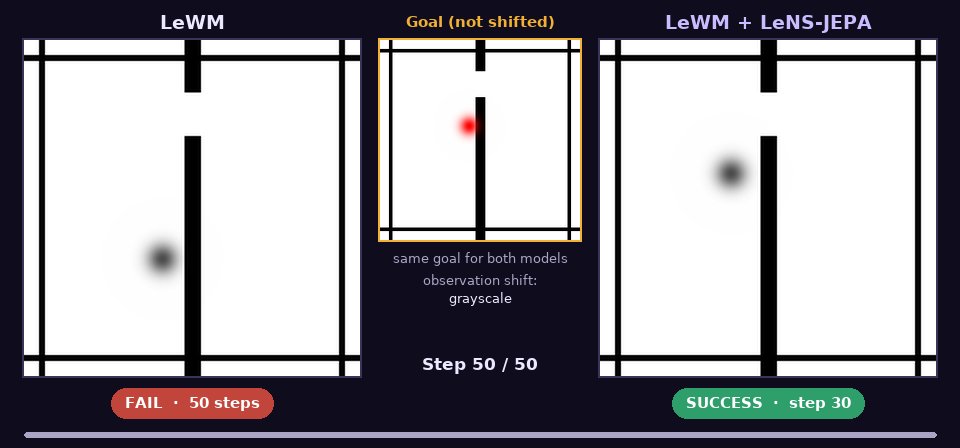 LeWM
Goal (not shifted)
LeWM + LeNS-JEPA
same goal for both models
observation shift:
grayscale
Step 50 / 50
FAIL · 50 steps
SUCCESS · step 30